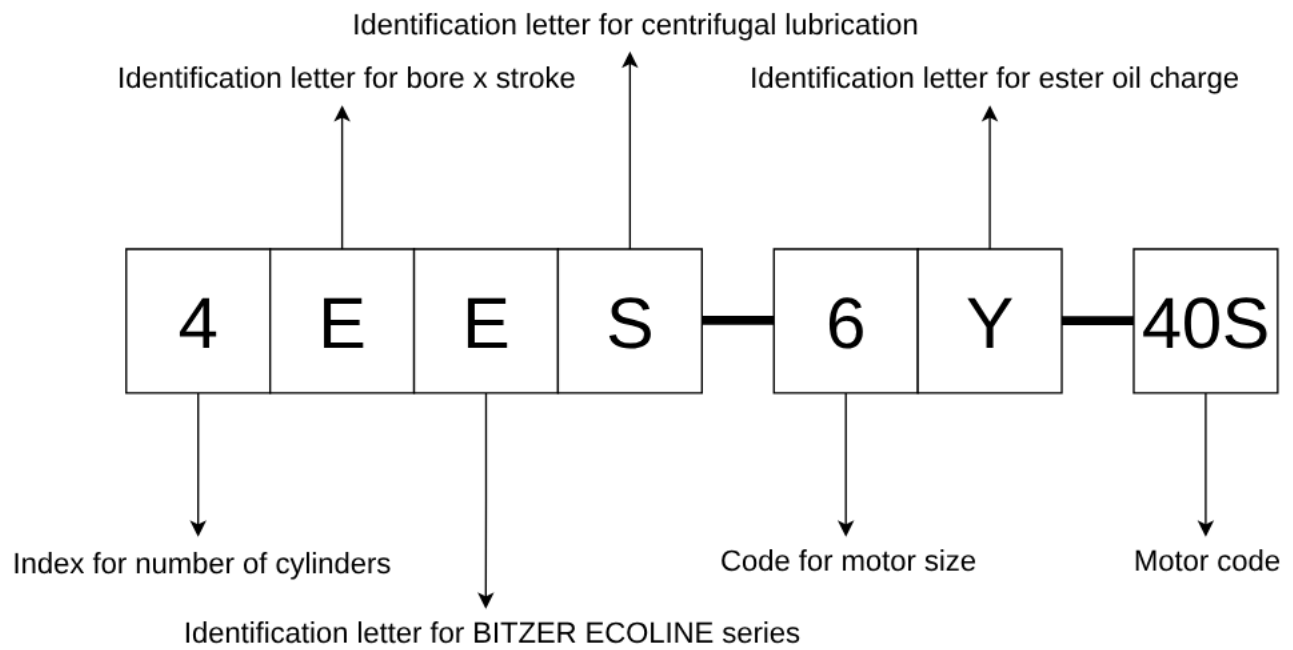 Identification letter for centrifugal lubrication
Identification letter for bore x stroke
Identification letter for ester oil charge
4 E E S 6 Y 40S
Index for number of cylinders
Code for motor size
Motor code
Identification letter for BITZER ECOLINE series